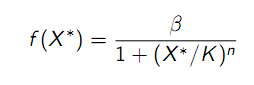 f(X*) = β / (1 + (X*/K)ⁿ)